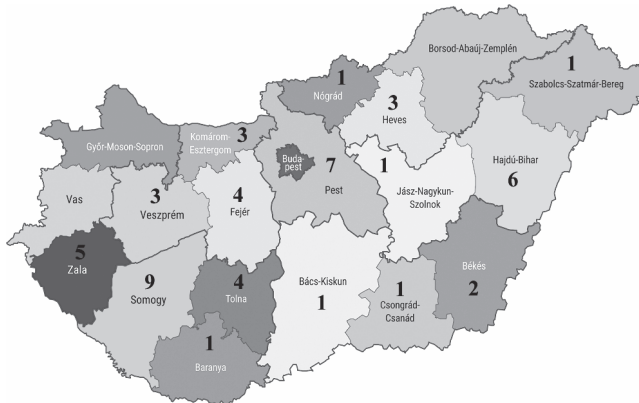 Borsod-Abaúj-Zemplén
1
Szabolcs-Szatmár-Bereg
1
Nógrád
3
Heves
Győr-Moson-Sopron
Komárom-
Esztergom
3
Buda-
pest
7
Pest
1
Jász-Nagykun-
Szolnok
Hajdú-Bihar
6
Vas
3
Veszprém
4
Fejér
5
Zala
9
Somogy
4
Tolna
Bács-Kiskun
1
1
Csongrád-
Csanád
Békés
2
1
Baranya